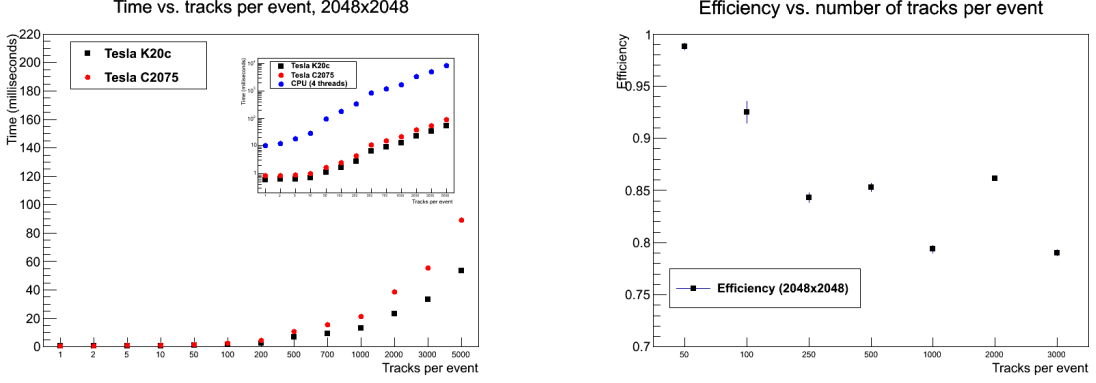 Time vs. tracks per event, 2048x2048
Time (milliseconds)
220
200
180
160
140
120
100
80
60
40
20
0
Tesla K20c
Tesla C2075
Time (milliseconds)
Tesla K20c
Tesla C2075
CPU (4 threads)
Tracks per event
1 2 5 10 50 100 200 500 700 1000 2000 3000 5000
Tracks per event
Efficiency vs. number of tracks per event
Efficiency
1
0.95
0.9
0.85
0.8
0.75
0.7
Efficiency (2048x2048)
50 100 250 500 1000 2000 3000
Tracks per event